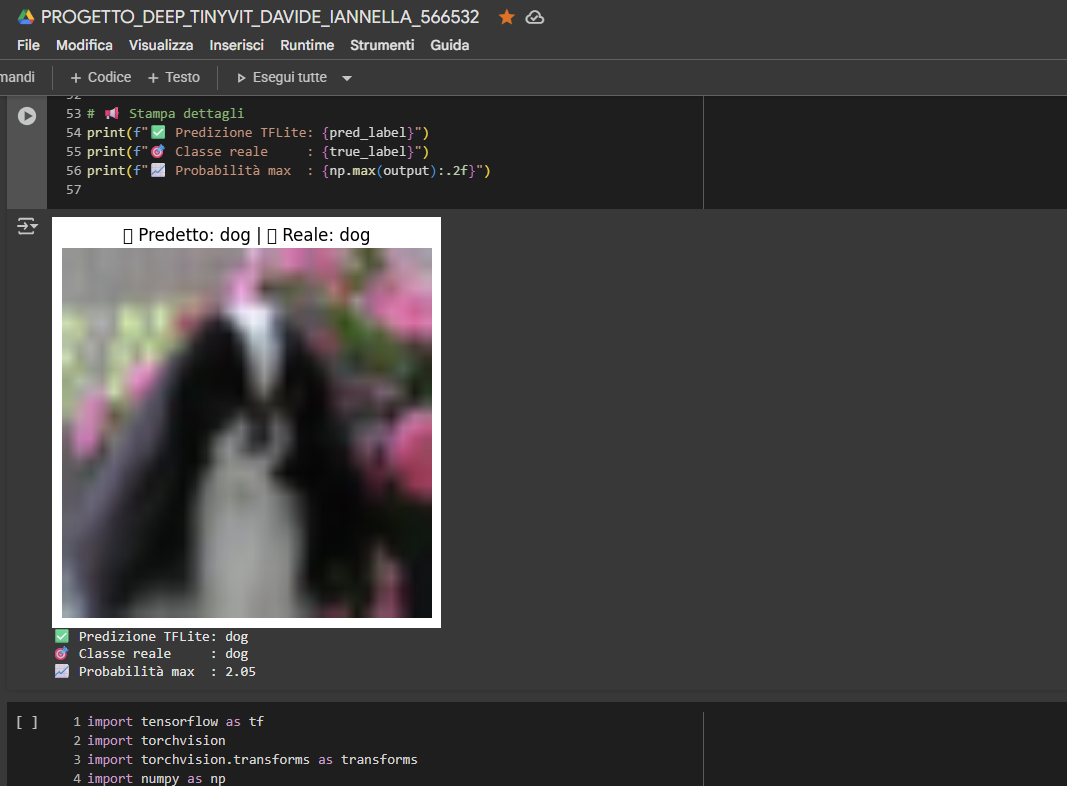 PROGETTO_DEEP_TINYVIT_DAVIDE_IANNELLA_566532
File Modifica Visualizza Inserisci Runtime Strumenti Guida
mandi + Codice + Testo Esegui tutte
52
53 # 📢 Stampa dettagli
54 print(f"✅ Predizione TFLite: {pred_label}")
55 print(f"🎯 Classe reale     : {true_label}")
56 print(f"📈 Probabilità max  : {np.max(output):.2f}")
57
▯ Predetto: dog | ▯ Reale: dog
✅ Predizione TFLite: dog
🎯 Classe reale     : dog
📈 Probabilità max  : 2.05
[ ] 1 import tensorflow as tf
2 import torchvision
3 import torchvision.transforms as transforms
4 import numpy as np